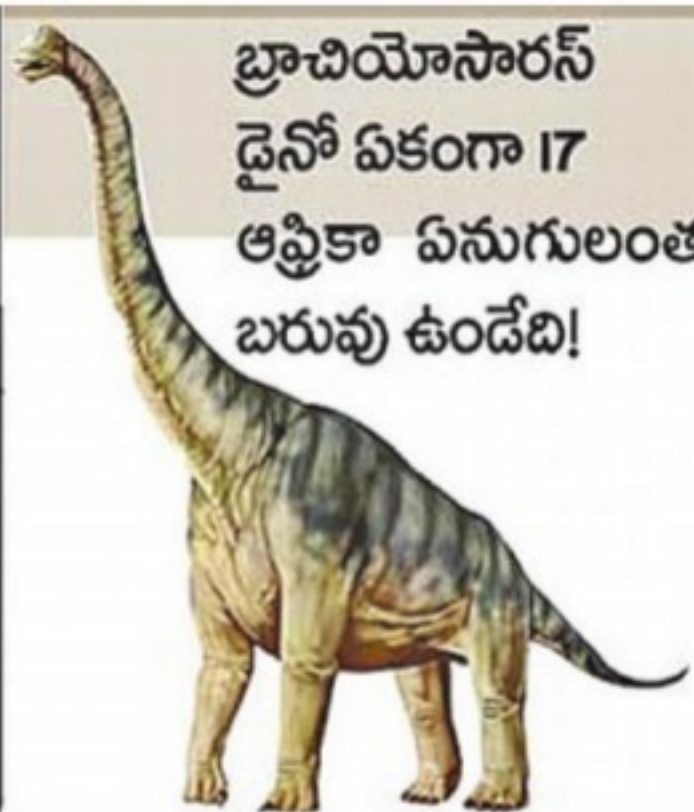 బ్రాచియోసారస్
డైనో ఏకంగా 17
ఆఫ్రికా ఏనుగులంత
బరువు ఉండేది!